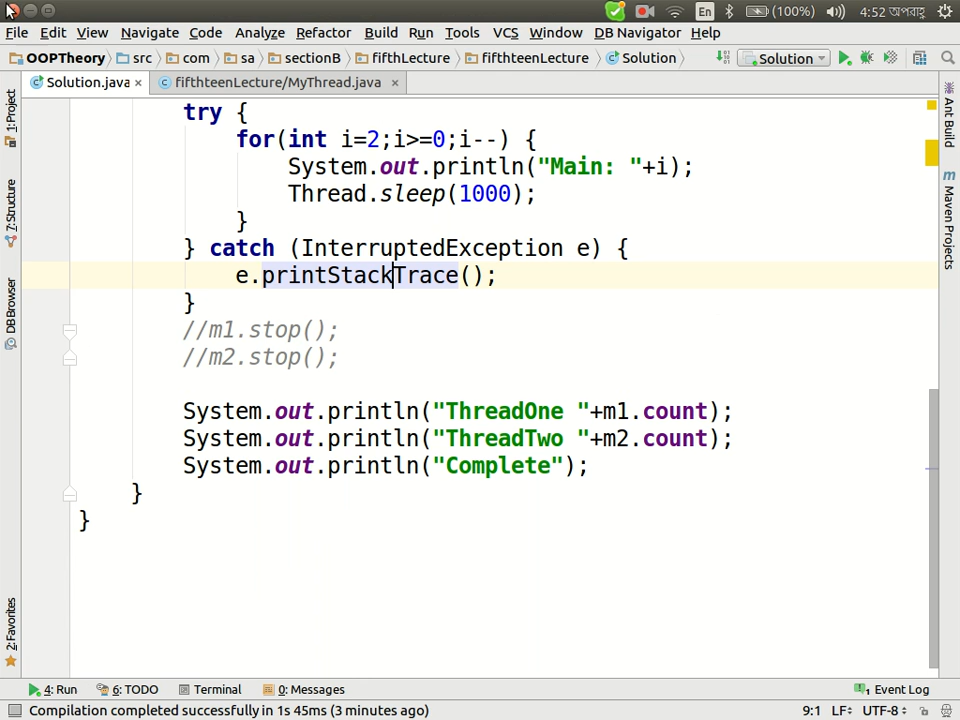 En (100%) 4:52 অপরাহ্ণ
File Edit View Navigate Code Analyze Refactor Build Run Tools VCS Window DB Navigator Help
OOPTheory src com sa sectionB fifthLecture fifthteenLecture Solution Solution
Solution.java × fifthteenLecture/MyThread.java ×
1: Project
7: Structure
DB Browser
2: Favorites
Ant Build
Maven Projects
try {
for(int i=2;i>=0;i--) {
System.out.println("Main: "+i);
Thread.sleep(1000);
}
} catch (InterruptedException e) {
e.printStackTrace();
}
//m1.stop();
//m2.stop();
System.out.println("ThreadOne "+m1.count);
System.out.println("ThreadTwo "+m2.count);
System.out.println("Complete");
}
}
4: Run 6: TODO Terminal 0: Messages 1 Event Log
Compilation completed successfully in 1s 45ms (3 minutes ago) 9:1 LF UTF-8